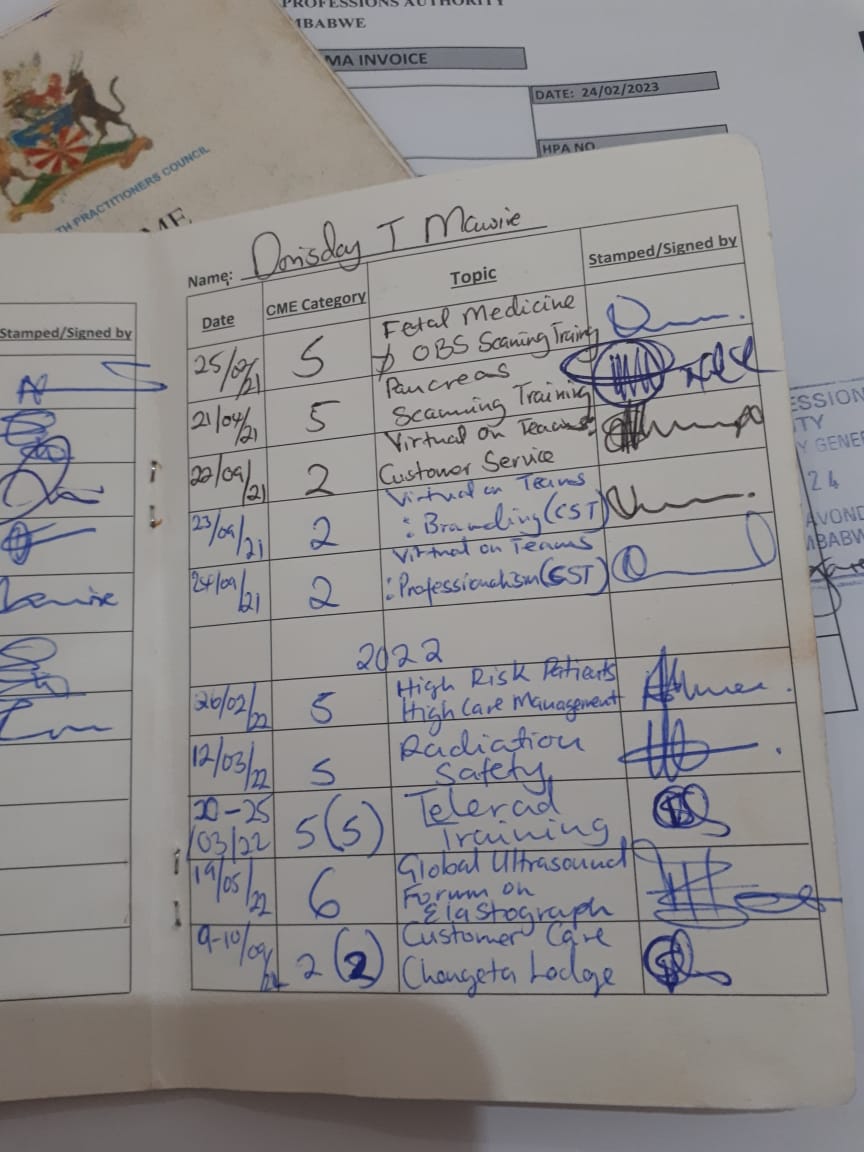 PROFESSIONS AUTHORITY
MBABWE
MA INVOICE
DATE: 24/02/2023
HPA NO
TH PRACTITIONERS COUNCIL
ME
Stamped/Signed by
Name: Dorisday T Mawire
Date CME Category Topic Stamped/Signed by
25/ /21 5 Fetal Medicine
OBS Scanning Training
21/04/21 5 Pancreas
Scanning Training
22/09/21 2 Virtual on Teams:
Customer Service
23/09/21 2 Virtual on Teams
: Branding (CST)
24/09/21 2 Virtual on Teams
: Professionalism (CST)
2022
26/02/22 5 High Risk Patients
High Care Management
12/03/22 5 Radiation
Safety
20-25
/03/22 5(5) Telerad
Training
19/05/22 6 Global Ultrasound
Forum on
Elastograph
9-10/09/ 2(2) Customer Care
Changeta Lodge
ESSION
TY
Y GENE
24
AVOND
MBABW